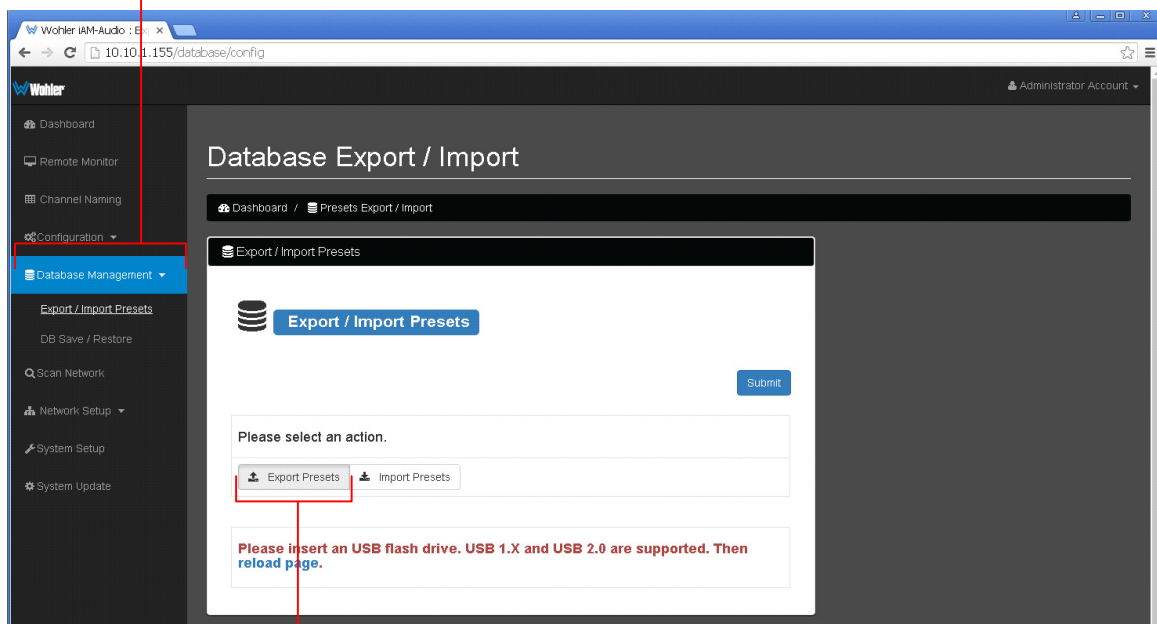 Wohler iAM-Audio : Ex
10.10.1.155/database/config
Wohler
Administrator Account
Dashboard
Remote Monitor
Channel Naming
Configuration
Database Management
Export / Import Presets
DB Save / Restore
Scan Network
Network Setup
System Setup
System Update
Database Export / Import
Dashboard / Presets Export / Import
Export / Import Presets
Export / Import Presets
Submit
Please select an action.
Export Presets Import Presets
Please insert an USB flash drive. USB 1.X and USB 2.0 are supported. Then
reload page.